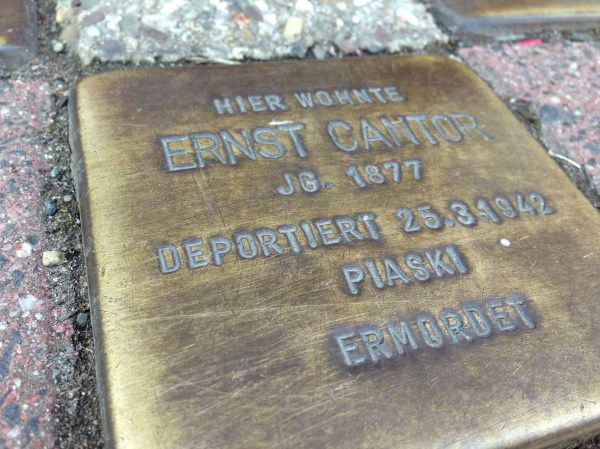 HIER WOHNTE
ERNST CANTOR
JG. 1877
DEPORTIERT 25.3.1942
PIASKI
ERMORDET